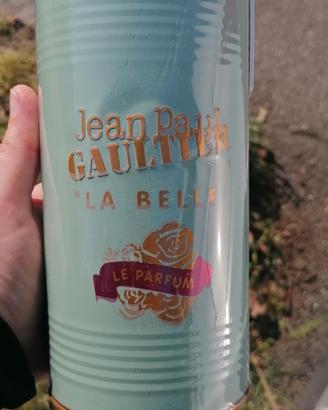 Jean Paul
GAULTIER
"LA BELLE
LE PARFUM